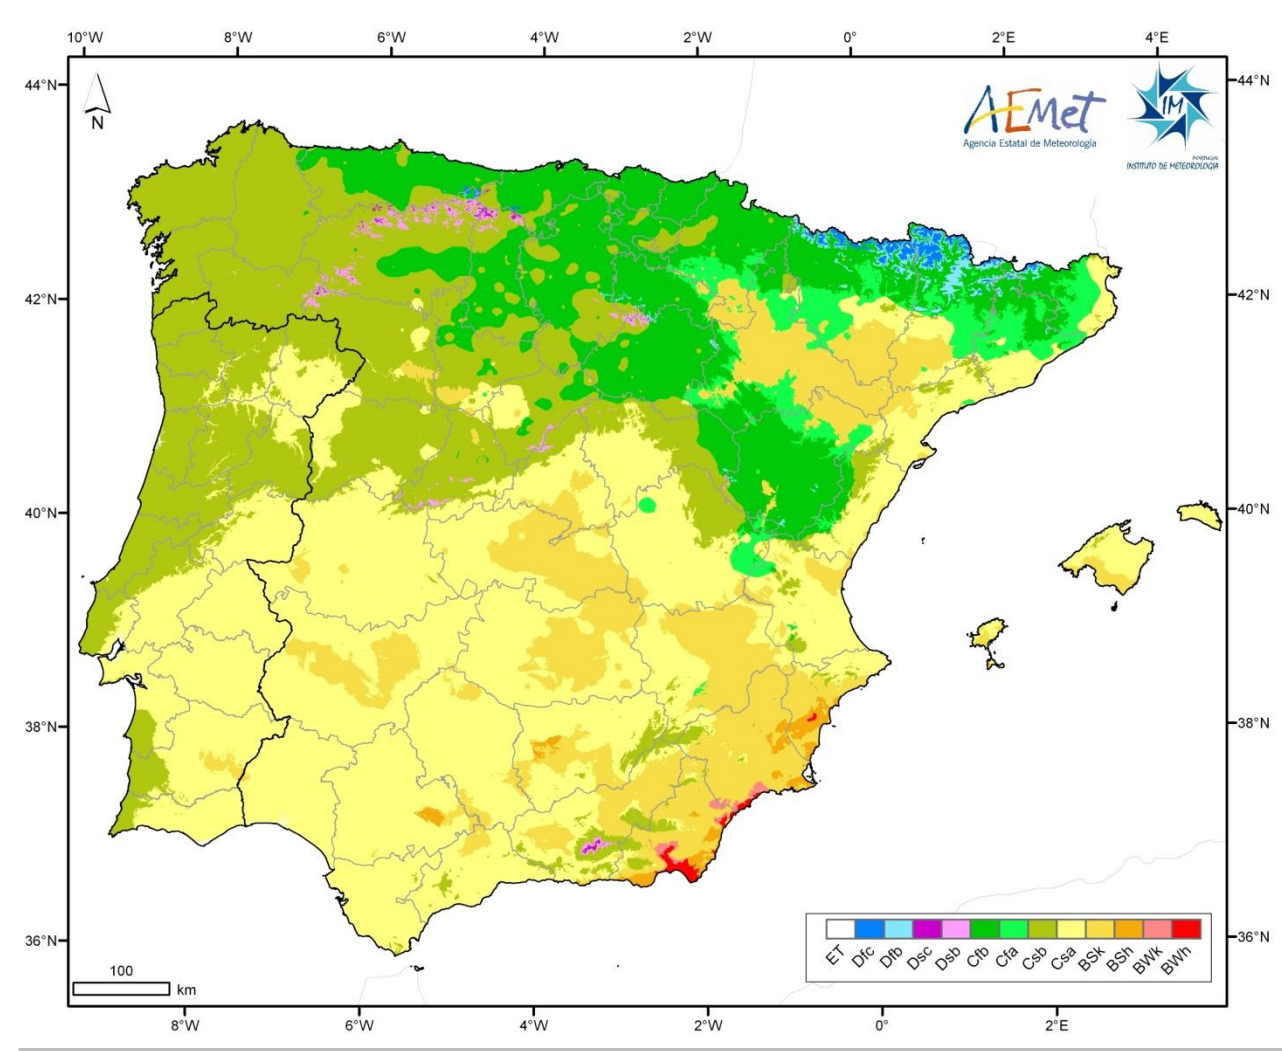 10°W 8°W 6°W 4°W 2°W 0° 2°E 4°E
44°N 44°N
N
AEMet
Agencia Estatal de Meteorología
IM
PORTUGAL
INSTITUTO DE METEOROLOGIA
42°N 42°N
40°N 40°N
38°N 38°N
36°N 36°N
ET Dfc Dfb Dsc Dsb Cfb Cfa Csb Csa BSk BSh BWk BWh
100
km
8°W 6°W 4°W 2°W 0° 2°E